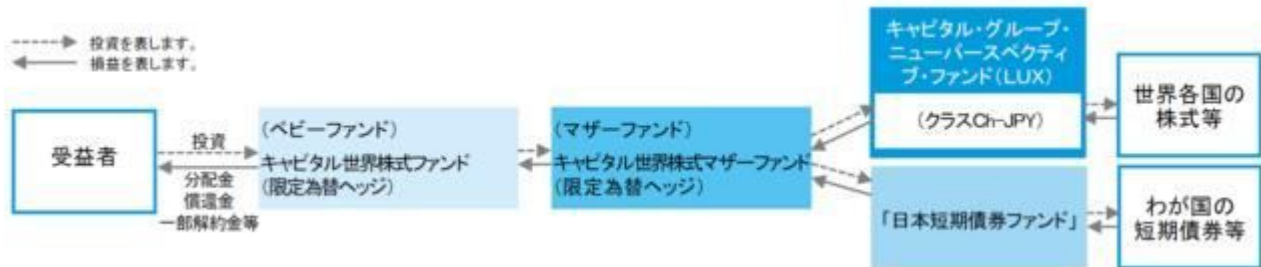 投資を表します。
損益を表します。
受益者
投資
分配金
償還金
一部解約金等
(ベビーファンド)
キャピタル世界株式ファンド
(限定為替ヘッジ)
(マザーファンド)
キャピタル世界株式マザーファンド
(限定為替ヘッジ)
キャピタル・グループ・
ニューパースペクティ
ブ・ファンド(LUX)
(クラスCh-JPY)
世界各国の
株式等
「日本短期債券ファンド」
わが国の
短期債券等